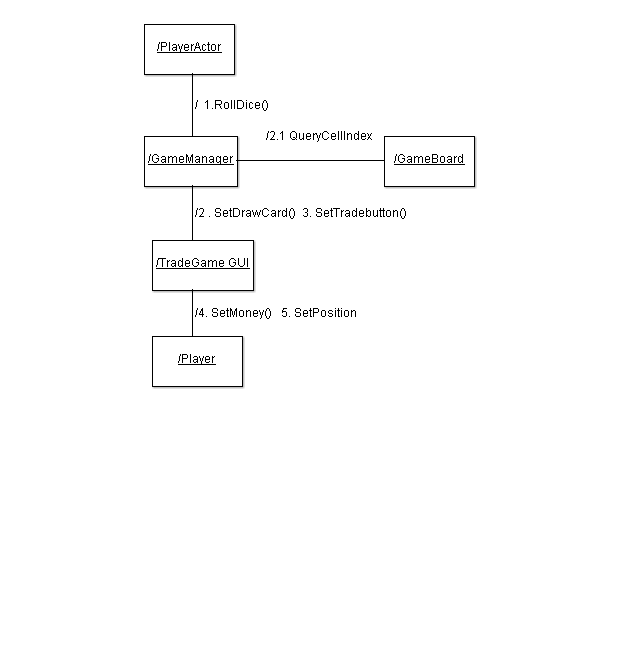 /PlayerActor
/ 1.RollDice()
/2.1 QueryCellIndex
/GameManager
/GameBoard
/2 . SetDrawCard() 3. SetTradebutton()
/TradeGame GUI
/4. SetMoney() 5. SetPosition
/Player